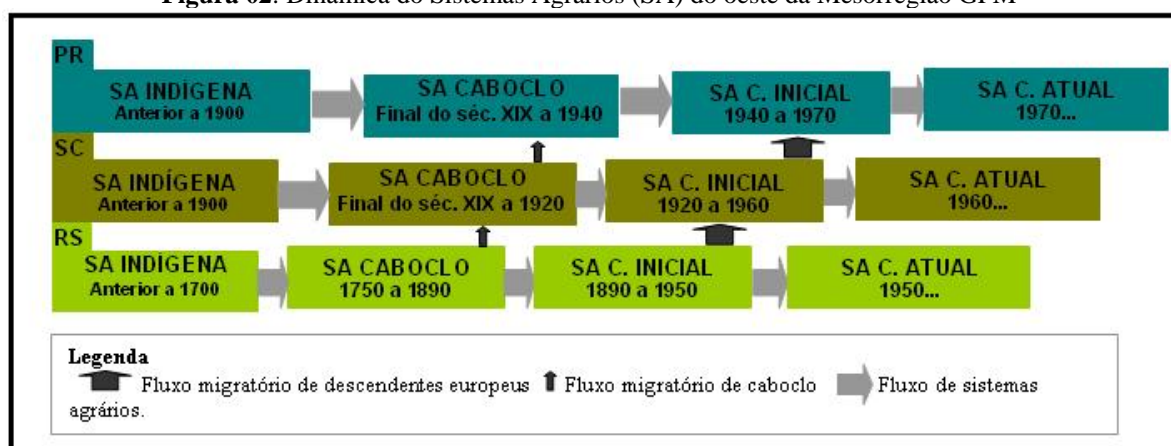 Figura 02: Dinâmica do Sistemas Agrários (SA) do oeste da Mesorregião GFM
PR
SA INDÍGENA
Anterior a 1900
SA CABOCLO
Final do séc. XIX a 1940
SA C. INICIAL
1940 a 1970
SA C. ATUAL
1970...
SC
SA INDÍGENA
Anterior a 1900
SA CABOCLO
Final do séc. XIX a 1920
SA C. INICIAL
1920 a 1960
SA C. ATUAL
1960...
RS
SA INDÍGENA
Anterior a 1700
SA CABOCLO
1750 a 1890
SA C. INICIAL
1890 a 1950
SA C. ATUAL
1950...
Legenda
Fluxo migratório de descendentes europeus Fluxo migratório de caboclo Fluxo de sistemas
agrários.